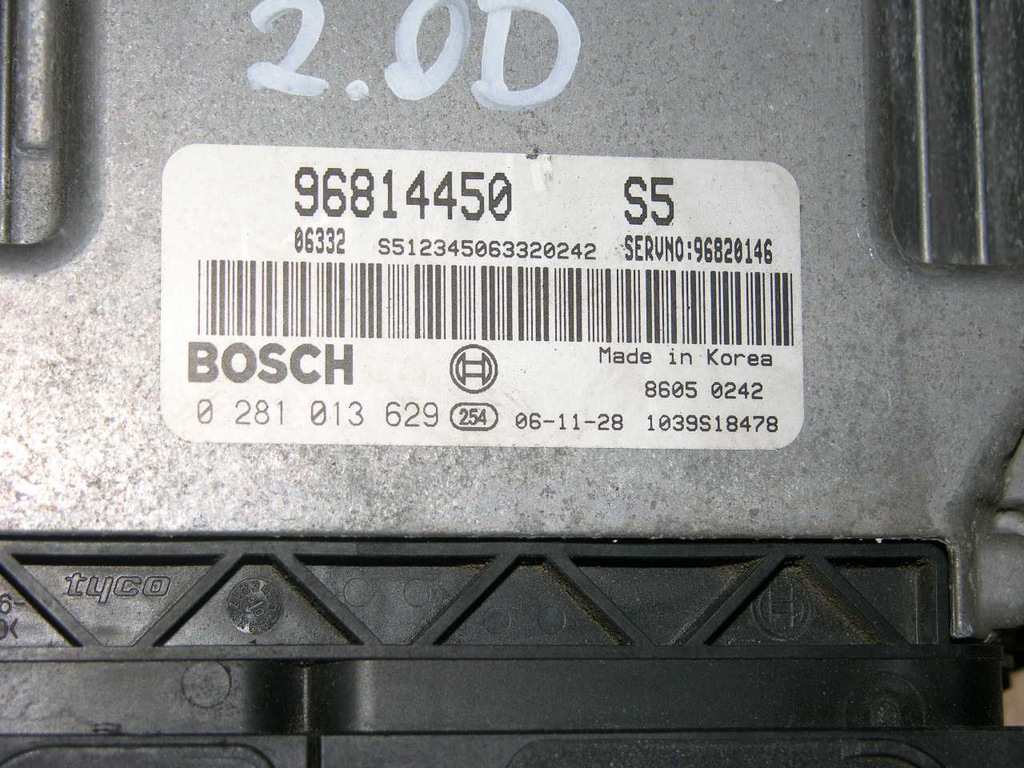 2.0D
96814450 S5
06332 S512345063320242 SERVNO:96820146
BOSCH
Made in Korea
8605 0242
0 281 013 629 254 06-11-28 1039S18478
tyco